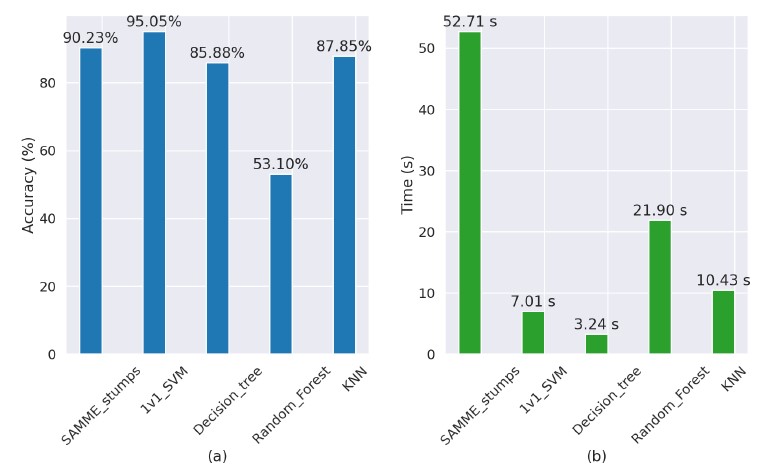 90.23%
95.05%
85.88%
53.10%
87.85%
Accuracy (%)
80
60
40
20
0
SAMME_stumps
1v1_SVM
Decision_tree
Random_Forest
KNN
(a)
52.71 s
7.01 s
3.24 s
21.90 s
10.43 s
Time (s)
50
40
30
20
10
0
SAMME_stumps
1v1_SVM
Decision_tree
Random_Forest
KNN
(b)